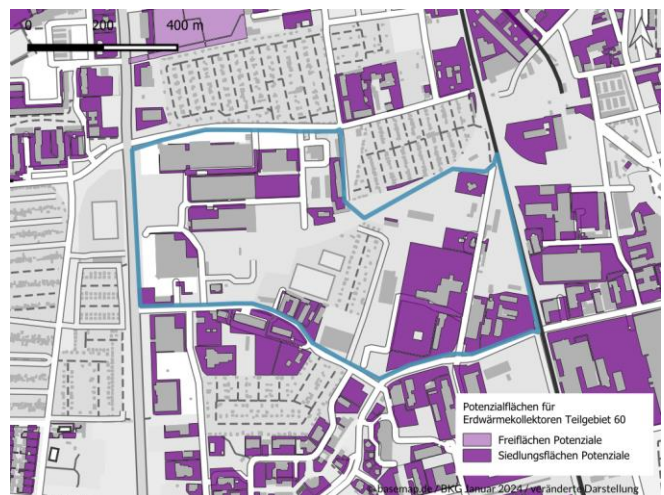 0 200 400 m
Potenzialflächen für
Erdwärmekollektoren Teilgebiet 60
Freiflächen Potenziale
Siedlungsflächen Potenziale
© basemap.de / BKG Januar 2024 / veränderte Darstellung